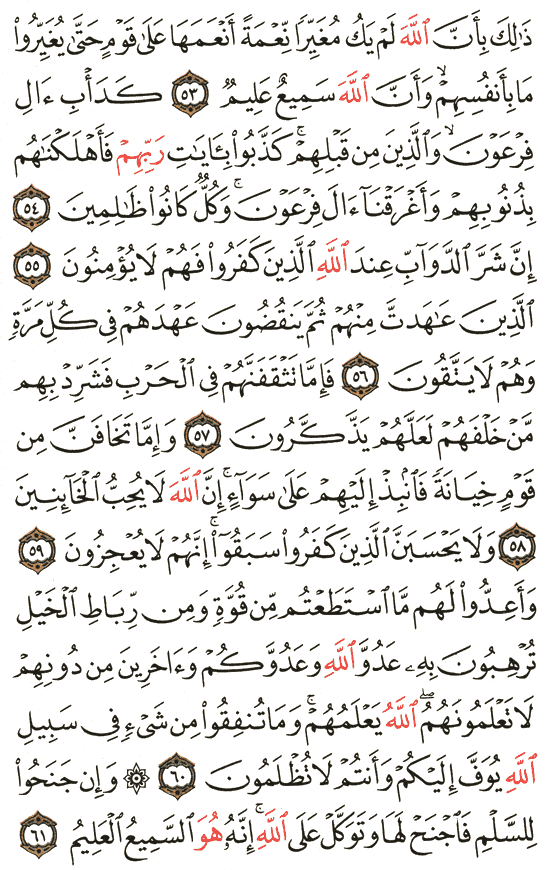 ذَٰلِكَ بِأَنَّ ٱللَّهَ لَمْ يَكُ مُغَيِّرًا نِّعْمَةً أَنْعَمَهَا عَلَىٰ قَوْمٍ حَتَّىٰ يُغَيِّرُوا۟
مَا بِأَنفُسِهِمْ ۙ وَأَنَّ ٱللَّهَ سَمِيعٌ عَلِيمٌ ٥٣ كَدَأْبِ ءَالِ
فِرْعَوْنَ ۙ وَٱلَّذِينَ مِن قَبْلِهِمْ ۚ كَذَّبُوا۟ بِـَٔايَـٰتِ رَبِّهِمْ فَأَهْلَكْنَـٰهُم
بِذُنُوبِهِمْ وَأَغْرَقْنَآ ءَالَ فِرْعَوْنَ ۚ وَكُلٌّ كَانُوا۟ ظَـٰلِمِينَ ٥٤
إِنَّ شَرَّ ٱلدَّوَآبِّ عِندَ ٱللَّهِ ٱلَّذِينَ كَفَرُوا۟ فَهُمْ لَا يُؤْمِنُونَ ٥٥
ٱلَّذِينَ عَـٰهَدتَّ مِنْهُمْ ثُمَّ يَنقُضُونَ عَهْدَهُمْ فِى كُلِّ مَرَّةٍ
وَهُمْ لَا يَتَّقُونَ ٥٦ فَإِمَّا تَثْقَفَنَّهُمْ فِى ٱلْحَرْبِ فَشَرِّدْ بِهِم
مَّنْ خَلْفَهُمْ لَعَلَّهُمْ يَذَّكَّرُونَ ٥٧ وَإِمَّا تَخَافَنَّ مِن
قَوْمٍ خِيَانَةً فَٱنۢبِذْ إِلَيْهِمْ عَلَىٰ سَوَآءٍ ۚ إِنَّ ٱللَّهَ لَا يُحِبُّ ٱلْخَآئِنِينَ
٥٨ وَلَا يَحْسَبَنَّ ٱلَّذِينَ كَفَرُوا۟ سَبَقُوٓا۟ ۚ إِنَّهُمْ لَا يُعْجِزُونَ ٥٩
وَأَعِدُّوا۟ لَهُم مَّا ٱسْتَطَعْتُم مِّن قُوَّةٍ وَمِن رِّبَاطِ ٱلْخَيْلِ
تُرْهِبُونَ بِهِۦ عَدُوَّ ٱللَّهِ وَعَدُوَّكُمْ وَءَاخَرِينَ مِن دُونِهِمْ
لَا تَعْلَمُونَهُمُ ٱللَّهُ يَعْلَمُهُمْ ۚ وَمَا تُنفِقُوا۟ مِن شَىْءٍ فِى سَبِيلِ
ٱللَّهِ يُوَفَّ إِلَيْكُمْ وَأَنتُمْ لَا تُظْلَمُونَ ٦٠ ۞ وَإِن جَنَحُوا۟
لِلسَّلْمِ فَٱجْنَحْ لَهَا وَتَوَكَّلْ عَلَى ٱللَّهِ ۚ إِنَّهُۥ هُوَ ٱلسَّمِيعُ ٱلْعَلِيمُ ٦١